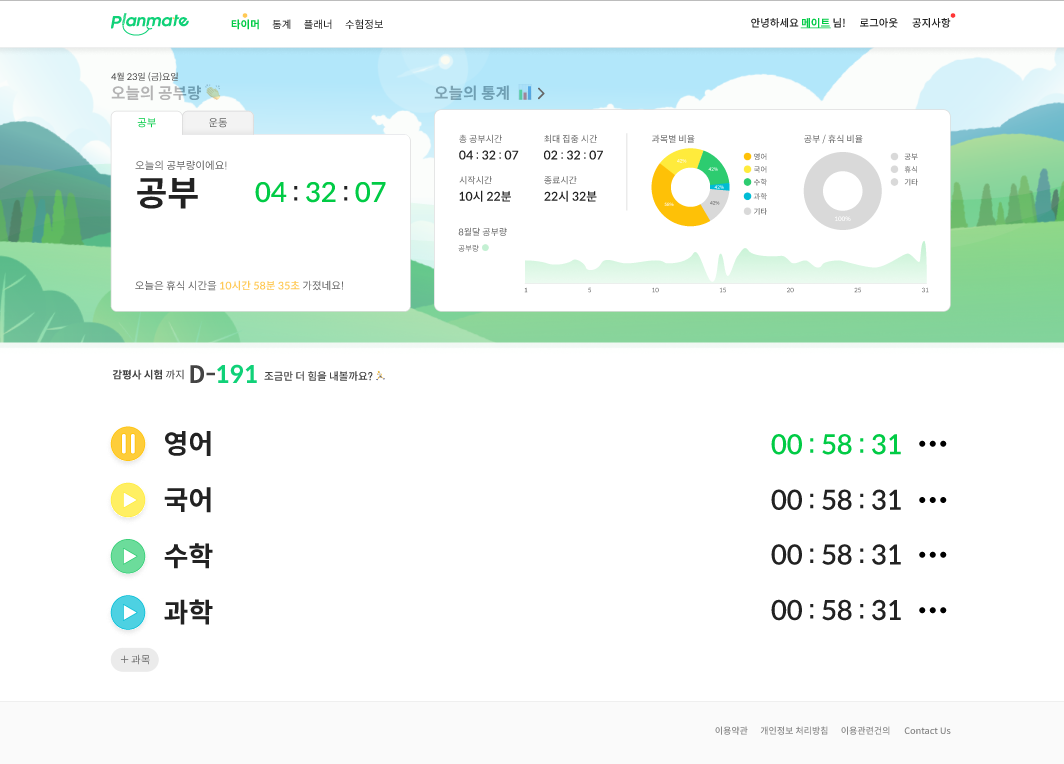 Planmate
타이머 통계 플래너 수험정보
안녕하세요 메이트 님! 로그아웃 공지사항
4월 23일 (금)요일
오늘의 공부량
공부 운동
오늘의 공부량이에요!
공부 04 : 32 : 07
오늘은 휴식 시간을 10시간 58분 35초 가졌네요!
오늘의 통계
총 공부시간 최대 집중 시간
04 : 32 : 07 02 : 32 : 07
시작시간 종료시간
10시 22분 22시 32분
과목별 비율
42%
42%
42%
영어
국어
수학
과학
기타
공부 / 휴식 비율
100%
공부
휴식
기타
8월달 공부량
공부량
1 5 10 15 20 25 31
감평사 시험 까지 D-191 조금만 더 힘을 내볼까요?
영어 00 : 58 : 31
국어 00 : 58 : 31
수학 00 : 58 : 31
과학 00 : 58 : 31
+ 과목
이용약관 개인정보 처리방침 이용관련건의 Contact Us